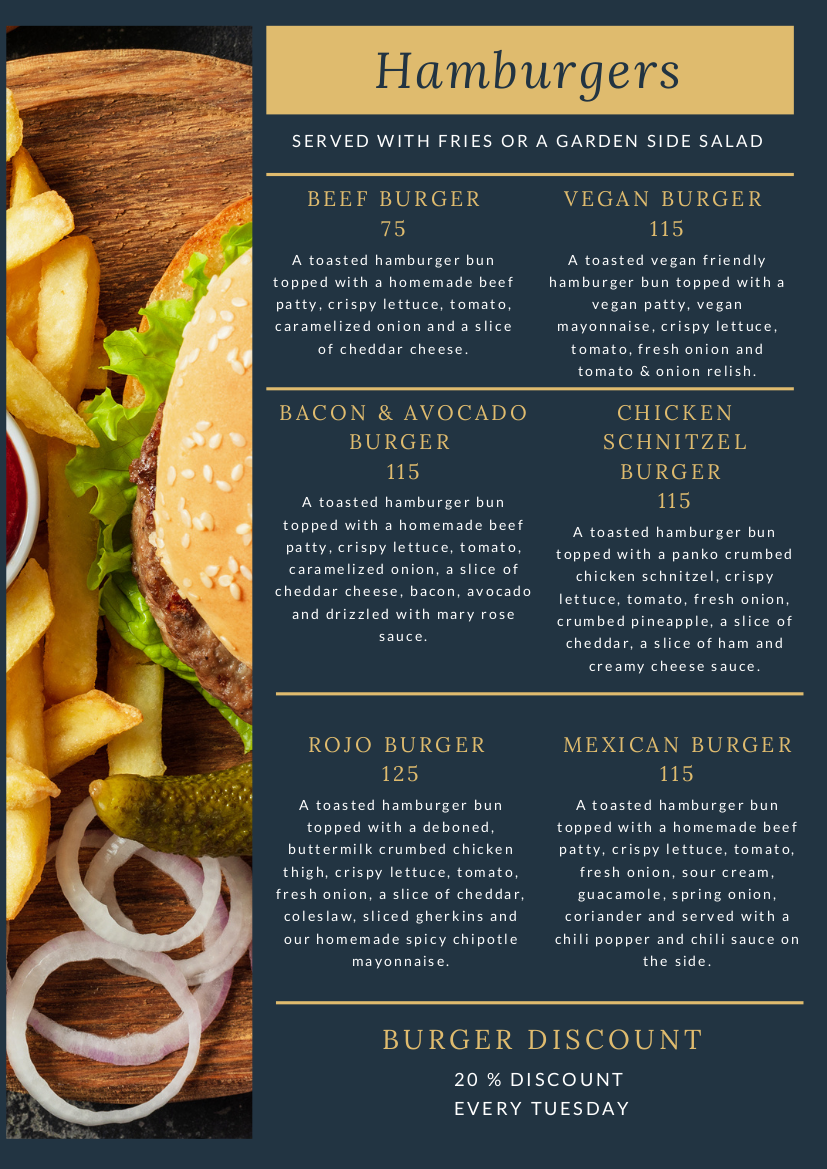 Hamburgers
SERVED WITH FRIES OR A GARDEN SIDE SALAD
BEEF BURGER
75
A toasted hamburger bun
topped with a homemade beef
patty, crispy lettuce, tomato,
caramelized onion and a slice
of cheddar cheese.
VEGAN BURGER
115
A toasted vegan friendly
hamburger bun topped with a
vegan patty, vegan
mayonnaise, crispy lettuce,
tomato, fresh onion and
tomato & onion relish.
BACON & AVOCADO
BURGER
115
A toasted hamburger bun
topped with a homemade beef
patty, crispy lettuce, tomato,
caramelized onion, a slice of
cheddar cheese, bacon, avocado
and drizzled with mary rose
sauce.
CHICKEN
SCHNITZEL
BURGER
115
A toasted hamburger bun
topped with a panko crumbed
chicken schnitzel, crispy
lettuce, tomato, fresh onion,
crumbed pineapple, a slice of
cheddar, a slice of ham and
creamy cheese sauce.
ROJO BURGER
125
A toasted hamburger bun
topped with a deboned,
buttermilk crumbed chicken
thigh, crispy lettuce, tomato,
fresh onion, a slice of cheddar,
coleslaw, sliced gherkins and
our homemade spicy chipotle
mayonnaise.
MEXICAN BURGER
115
A toasted hamburger bun
topped with a homemade beef
patty, crispy lettuce, tomato,
fresh onion, sour cream,
guacamole, spring onion,
coriander and served with a
chili popper and chili sauce on
the side.
BURGER DISCOUNT
20 % DISCOUNT
EVERY TUESDAY